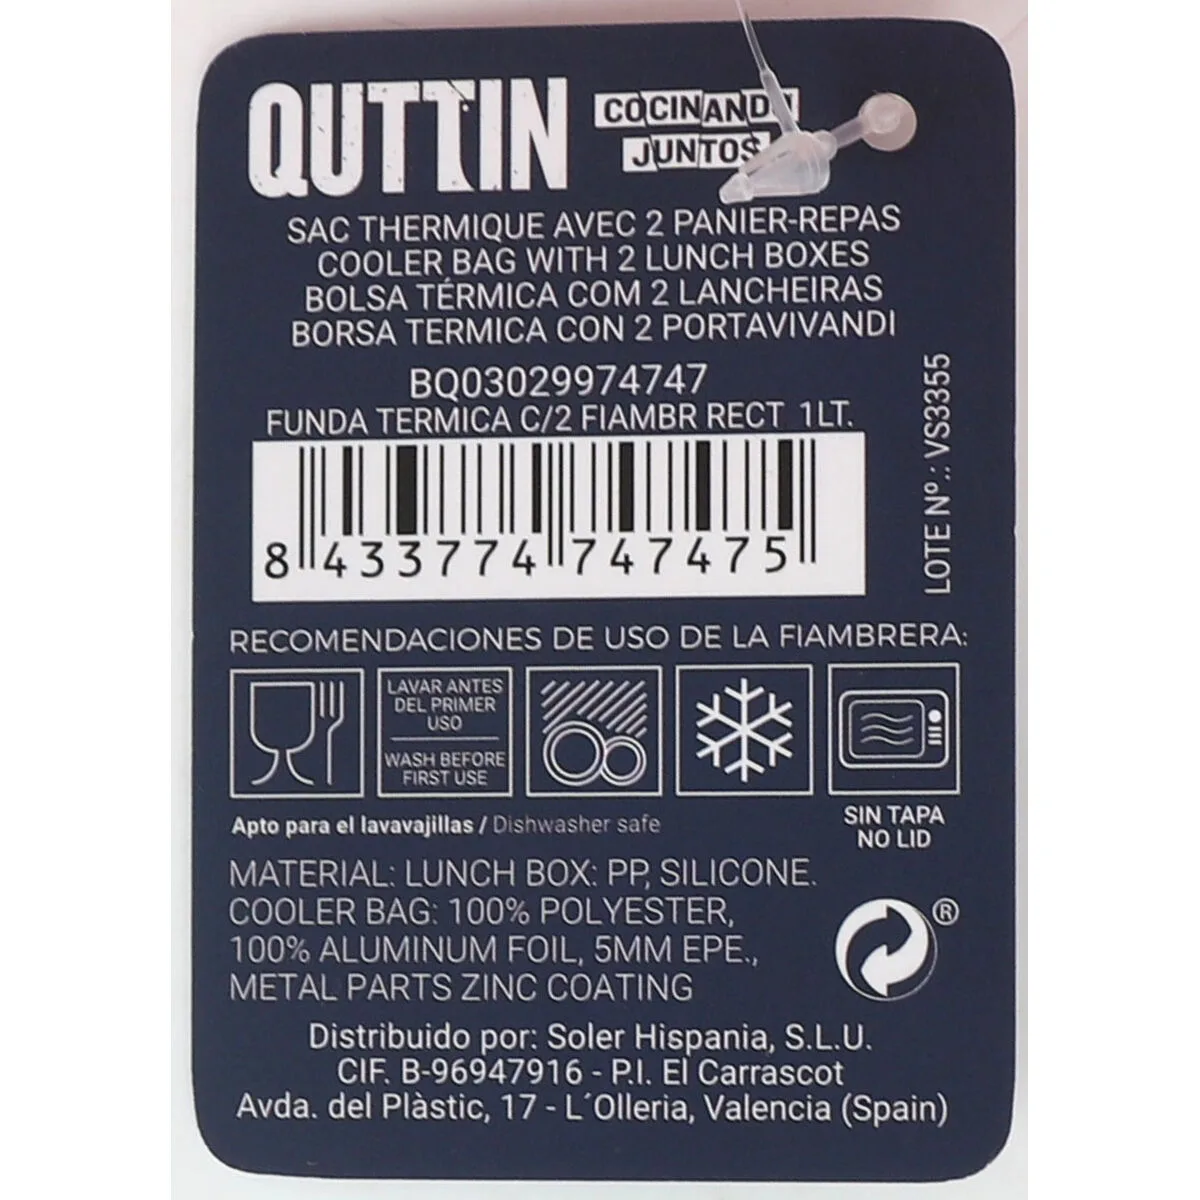 QUTTIN
COCINANDO
JUNTOS
SAC THERMIQUE AVEC 2 PANIER-REPAS
COOLER BAG WITH 2 LUNCH BOXES
BOLSA TÉRMICA COM 2 LANCHEIRAS
BORSA TERMICA CON 2 PORTAVIVANDI
BQ03029974747
FUNDA TERMICA C/2 FIAMBR RECT 1LT.
8 433774 747475
LOTE Nº.: VS3355
RECOMENDACIONES DE USO DE LA FIAMBRERA:
LAVAR ANTES
DEL PRIMER
USO
WASH BEFORE
FIRST USE
SIN TAPA
NO LID
Apto para el lavavajillas / Dishwasher safe
MATERIAL: LUNCH BOX: PP, SILICONE.
COOLER BAG: 100% POLYESTER,
100% ALUMINUM FOIL, 5MM EPE.,
METAL PARTS ZINC COATING
®
Distribuido por: Soler Hispania, S.L.U.
CIF. B-96947916 - P.I. El Carrascot
Avda. del Plàstic, 17 - L´Olleria, Valencia (Spain)